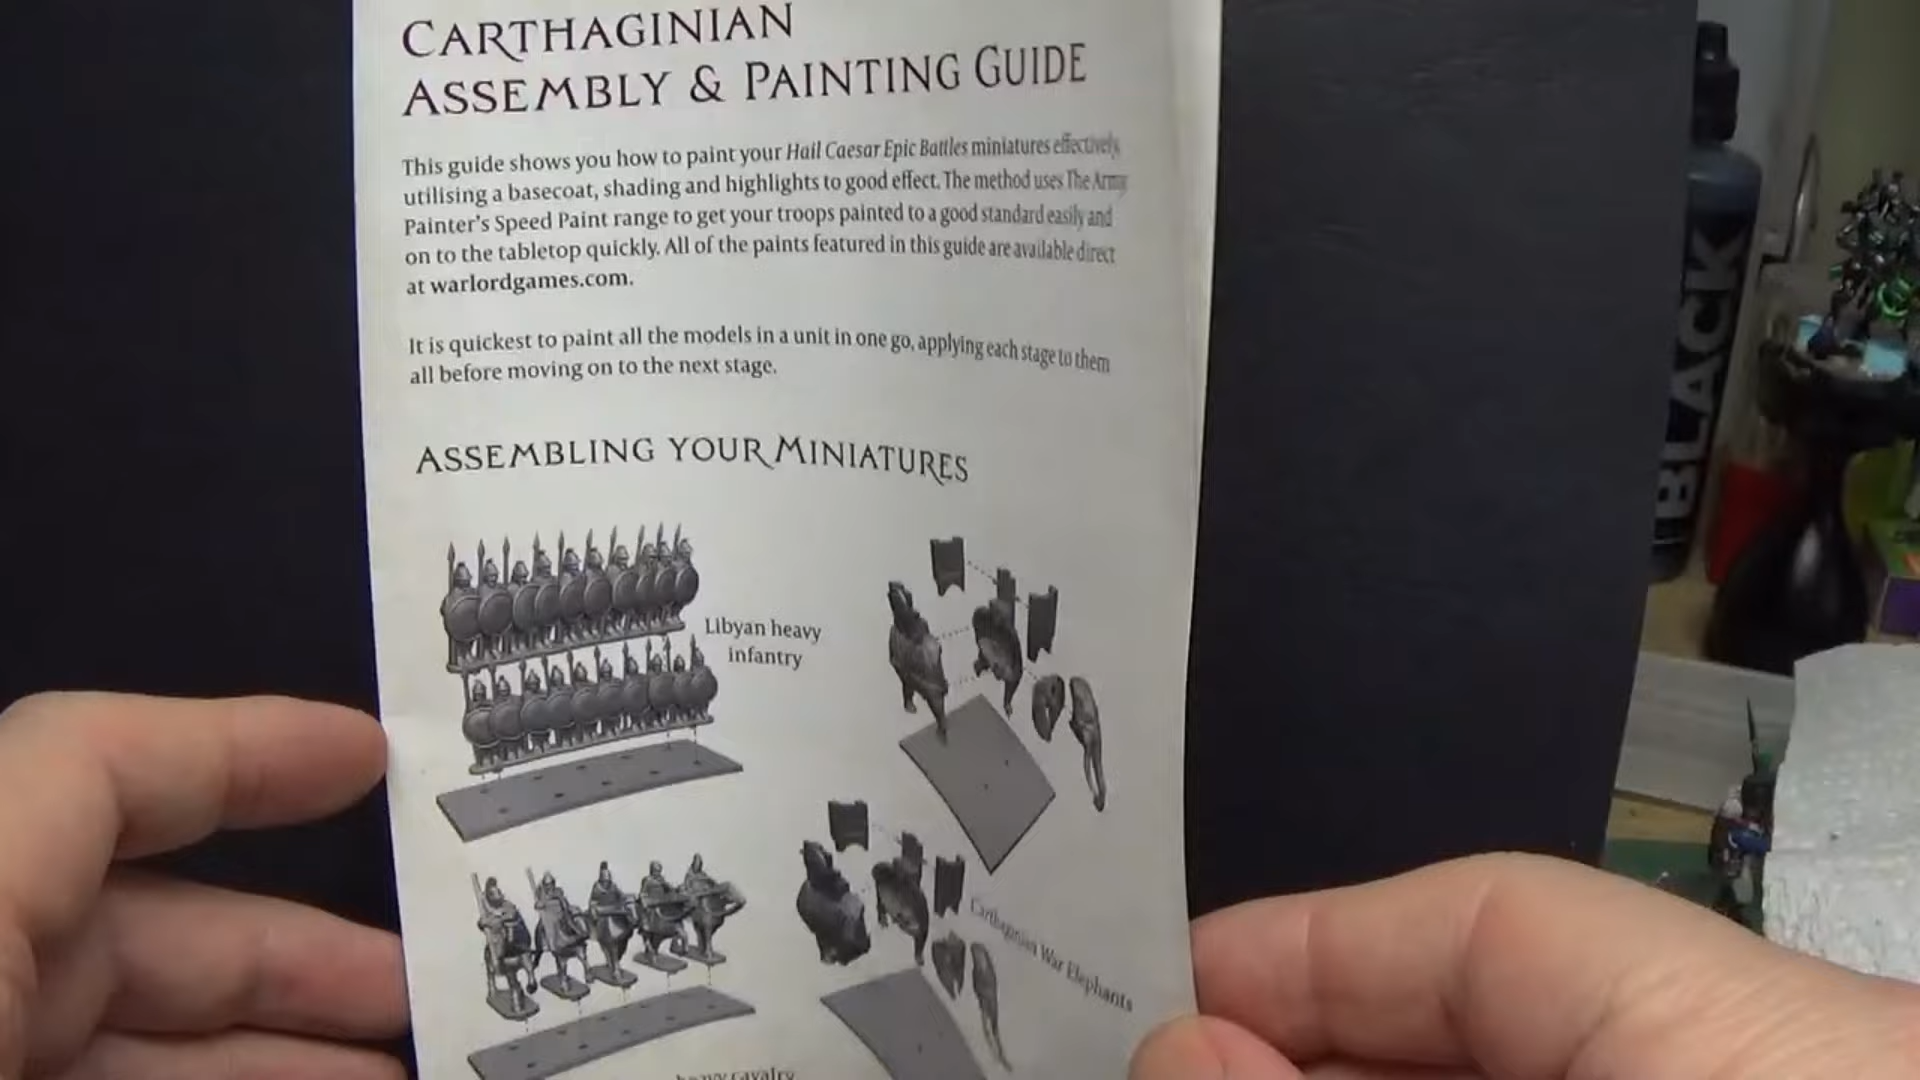 CARTHAGINIAN
ASSEMBLY & PAINTING GUIDE
This guide shows you how to paint your Hail Caesar Epic Battles miniatures effectively,
utilising a basecoat, shading and highlights to good effect. The method uses The Army
Painter's Speed Paint range to get your troops painted to a good standard easily and
on to the tabletop quickly. All of the paints featured in this guide are available direct
at warlordgames.com.
It is quickest to paint all the models in a unit in one go, applying each stage to them
all before moving on to the next stage.
ASSEMBLING YOUR MINIATURES
Libyan heavy
infantry
Carthaginian War Elephants
heavy cavalry
BLACK